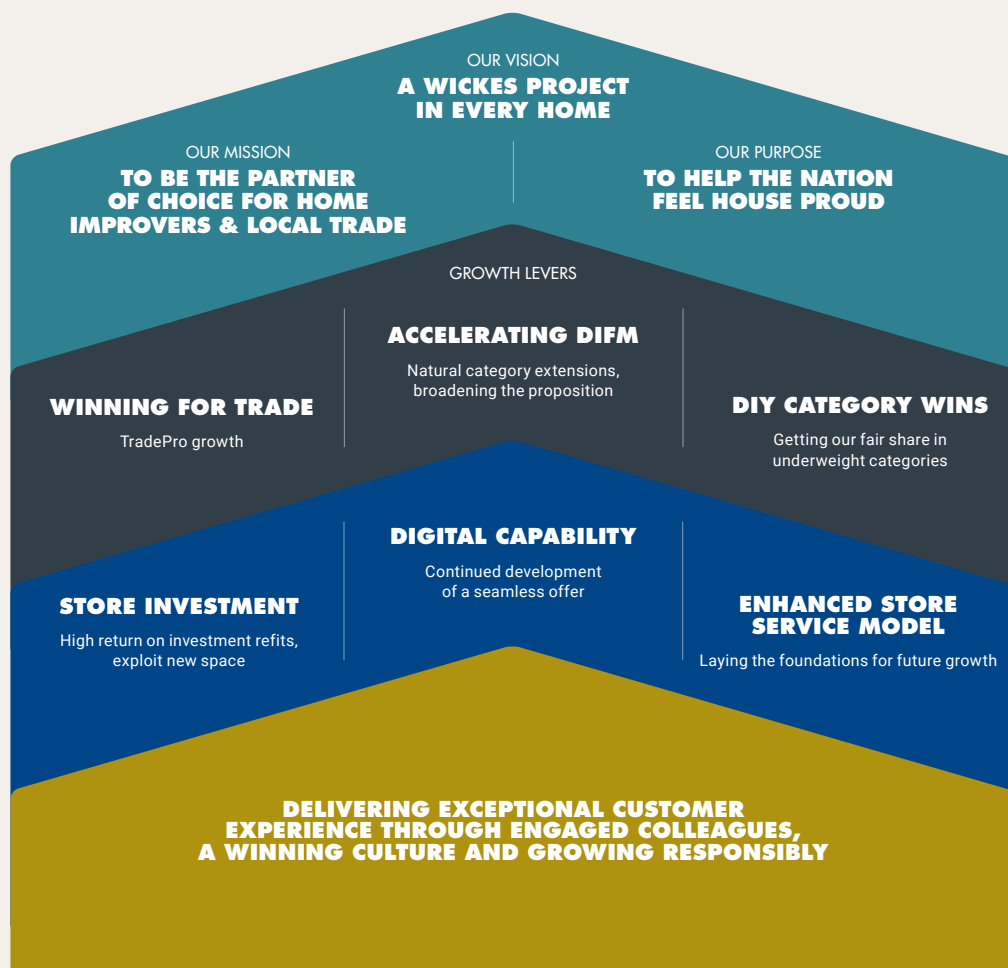 OUR VISION
A WICKES PROJECT
IN EVERY HOME
OUR MISSION
TO BE THE PARTNER
OF CHOICE FOR HOME
IMPROVERS & LOCAL TRADE
OUR PURPOSE
TO HELP THE NATION
FEEL HOUSE PROUD
GROWTH LEVERS
WINNING FOR TRADE
TradePro growth
ACCELERATING DIFM
Natural category extensions,
broadening the proposition
DIY CATEGORY WINS
Getting our fair share in
underweight categories
STORE INVESTMENT
High return on investment refits,
exploit new space
DIGITAL CAPABILITY
Continued development
of a seamless offer
ENHANCED STORE
SERVICE MODEL
Laying the foundations for future growth
DELIVERING EXCEPTIONAL CUSTOMER
EXPERIENCE THROUGH ENGAGED COLLEAGUES,
A WINNING CULTURE AND GROWING RESPONSIBLY